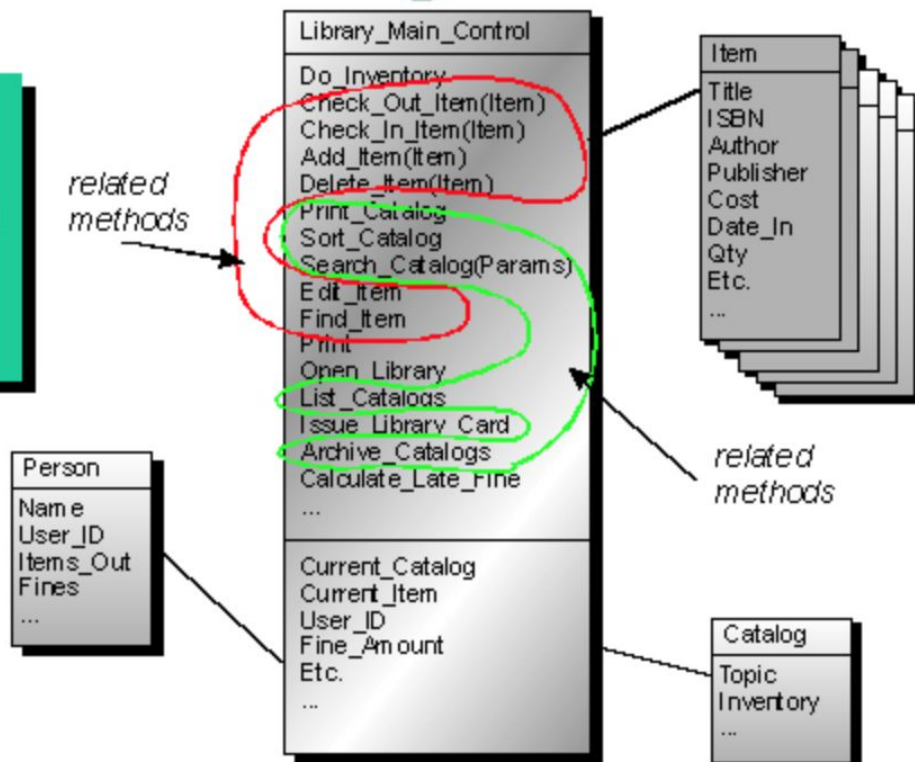 Library_Main_Control
Do_Inventory
Check_Out_Item(Item)
Check_In_Item(Item)
Add_Item(Item)
Delete_Item(Item)
Print_Catalog
Sort_Catalog
Search_Catalog(Params)
Edit_Item
Find_Item
Print
Open_Library
List_Catalogs
Issue_Library_Card
Archive_Catalogs
Calculate_Late_Fine
...
Current_Catalog
Current_Item
User_ID
Fine_Amount
Etc.
...
Item
Title
ISBN
Author
Publisher
Cost
Date_In
Qty
Etc.
...
related
methods
related
methods
Person
Name
User_ID
Items_Out
Fines
...
Catalog
Topic
Inventory
...